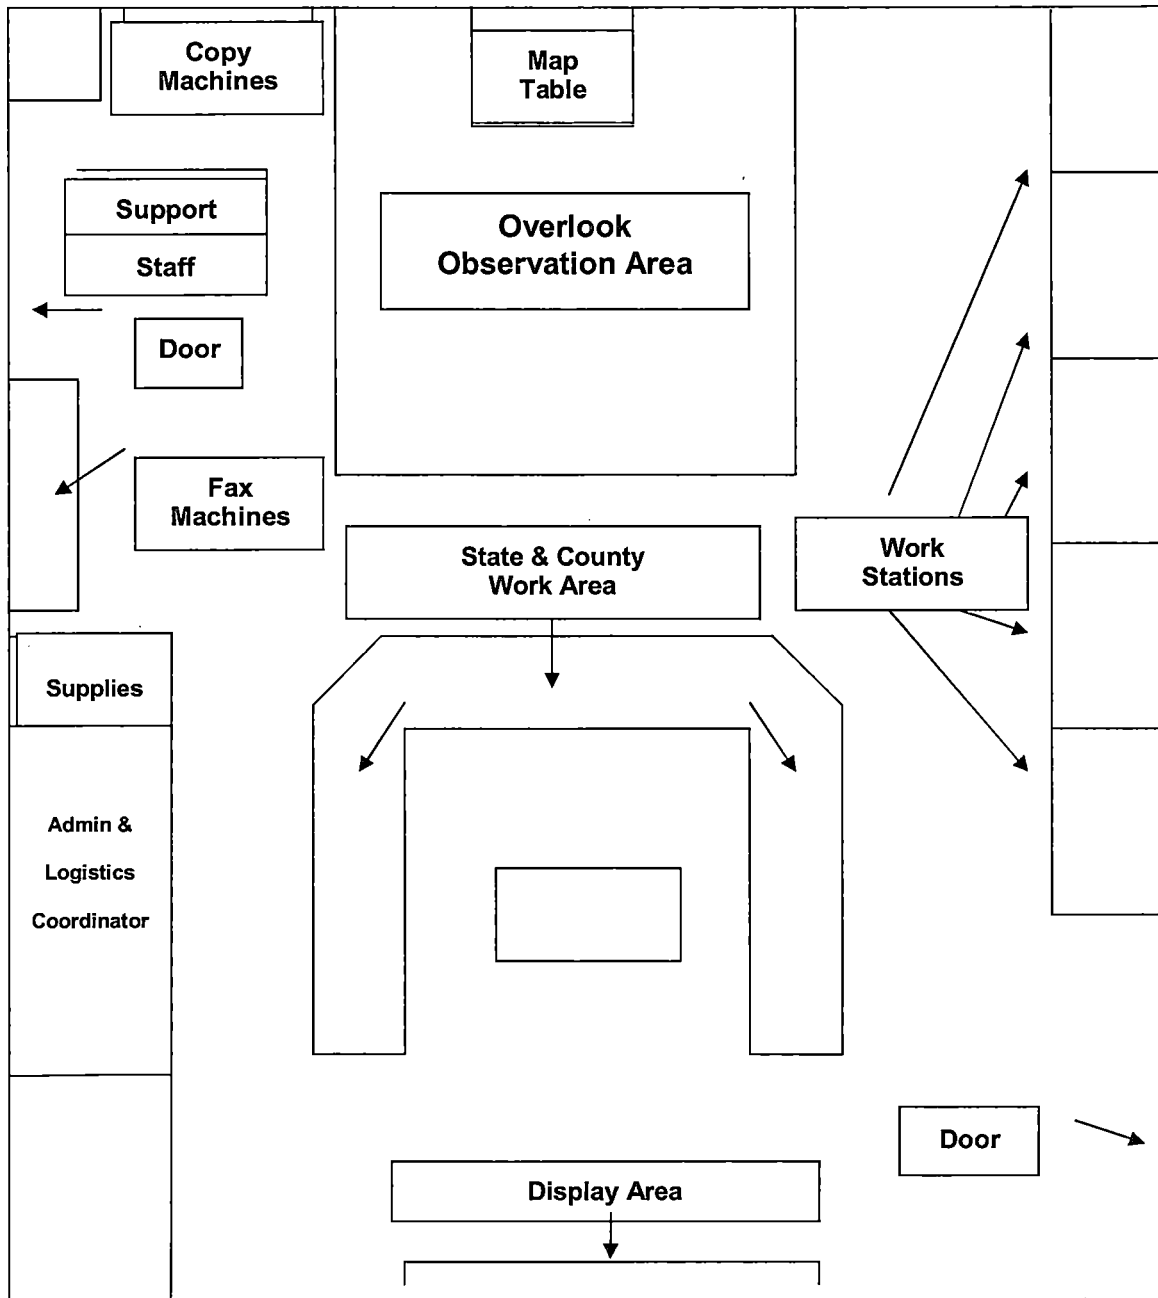 Copy
Machines
Map
Table
Support
Staff
Overlook
Observation Area
Door
Fax
Machines
State & County
Work Area
Work
Stations
Supplies
Admin &
Logistics
Coordinator
Door
Display Area